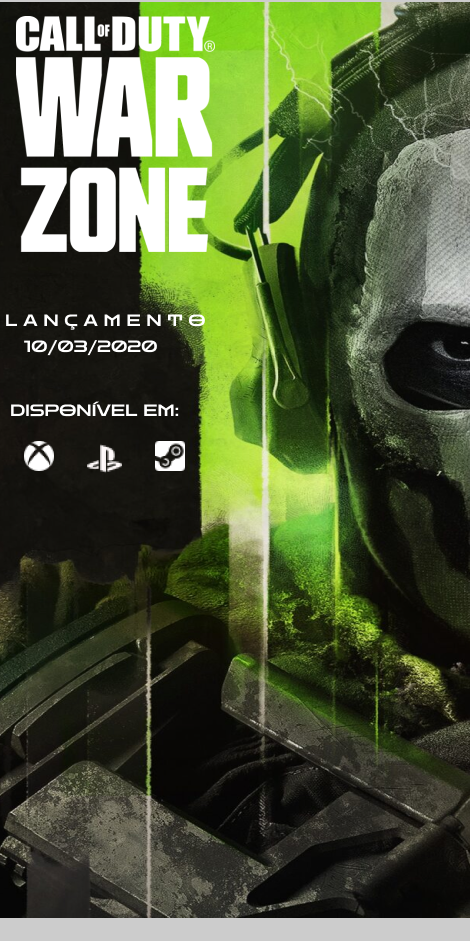 CALL OF DUTY®
WAR
ZONE
LANÇAMENTO
10/03/2020
DISPONÍVEL EM: